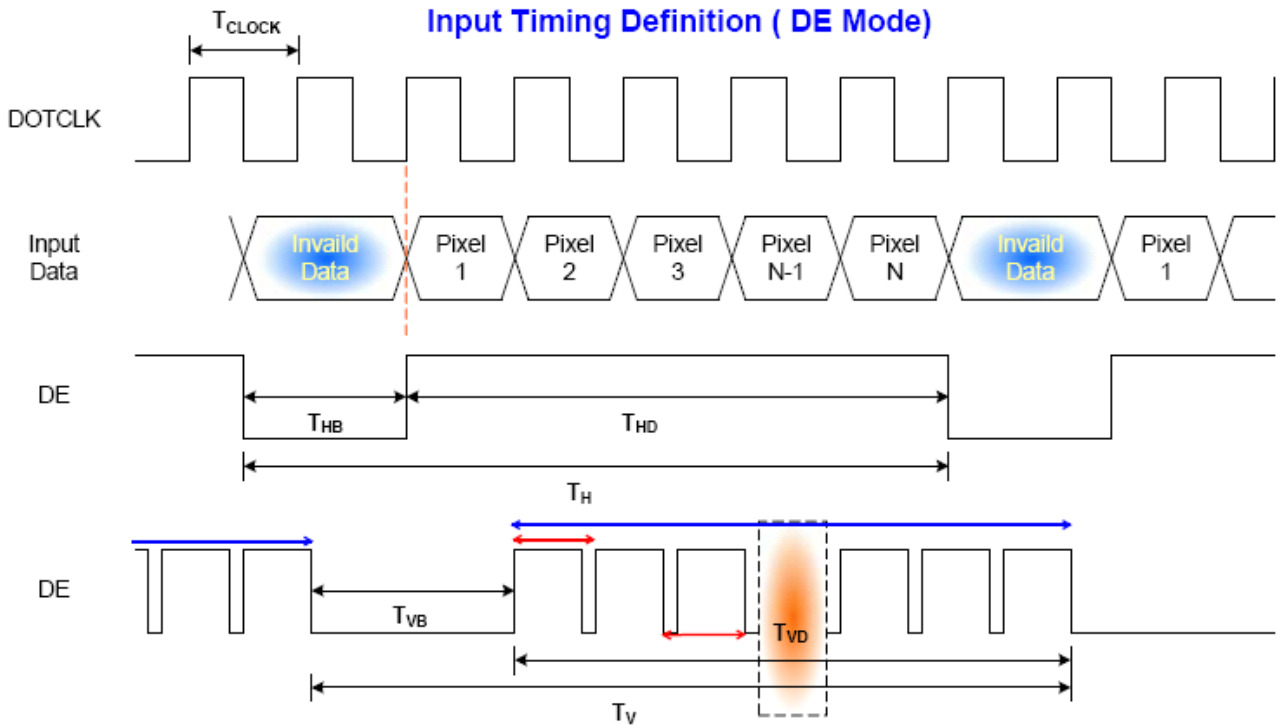 Input Timing Definition ( DE Mode)
TCLOCK
DOTCLK
Input
Data
Invaild
Data
Pixel
1
Pixel
2
Pixel
3
Pixel
N-1
Pixel
N
Invaild
Data
Pixel
1
DE
THB
THD
TH
DE
TVB
TVD
TV